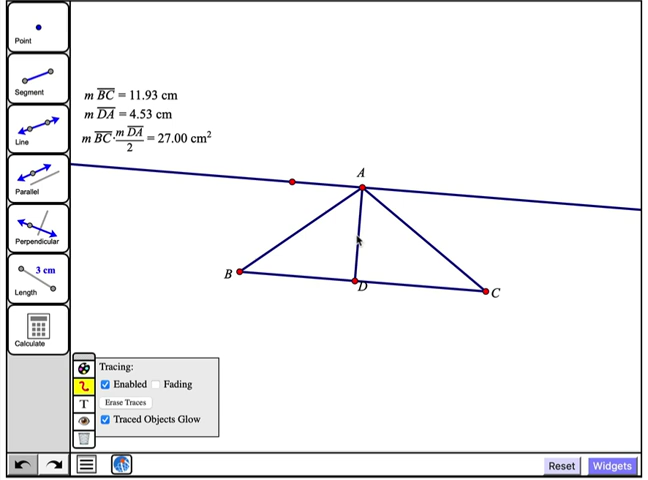 Point
Segment
Line
Parallel
Perpendicular
3 cm
Length
Calculate
m BC = 11.93 cm
m DA = 4.53 cm
m BC · m DA / 2 = 27.00 cm²
A
B
D
C
Tracing:
Enabled Fading
T
Erase Traces
Traced Objects Glow
Reset Widgets